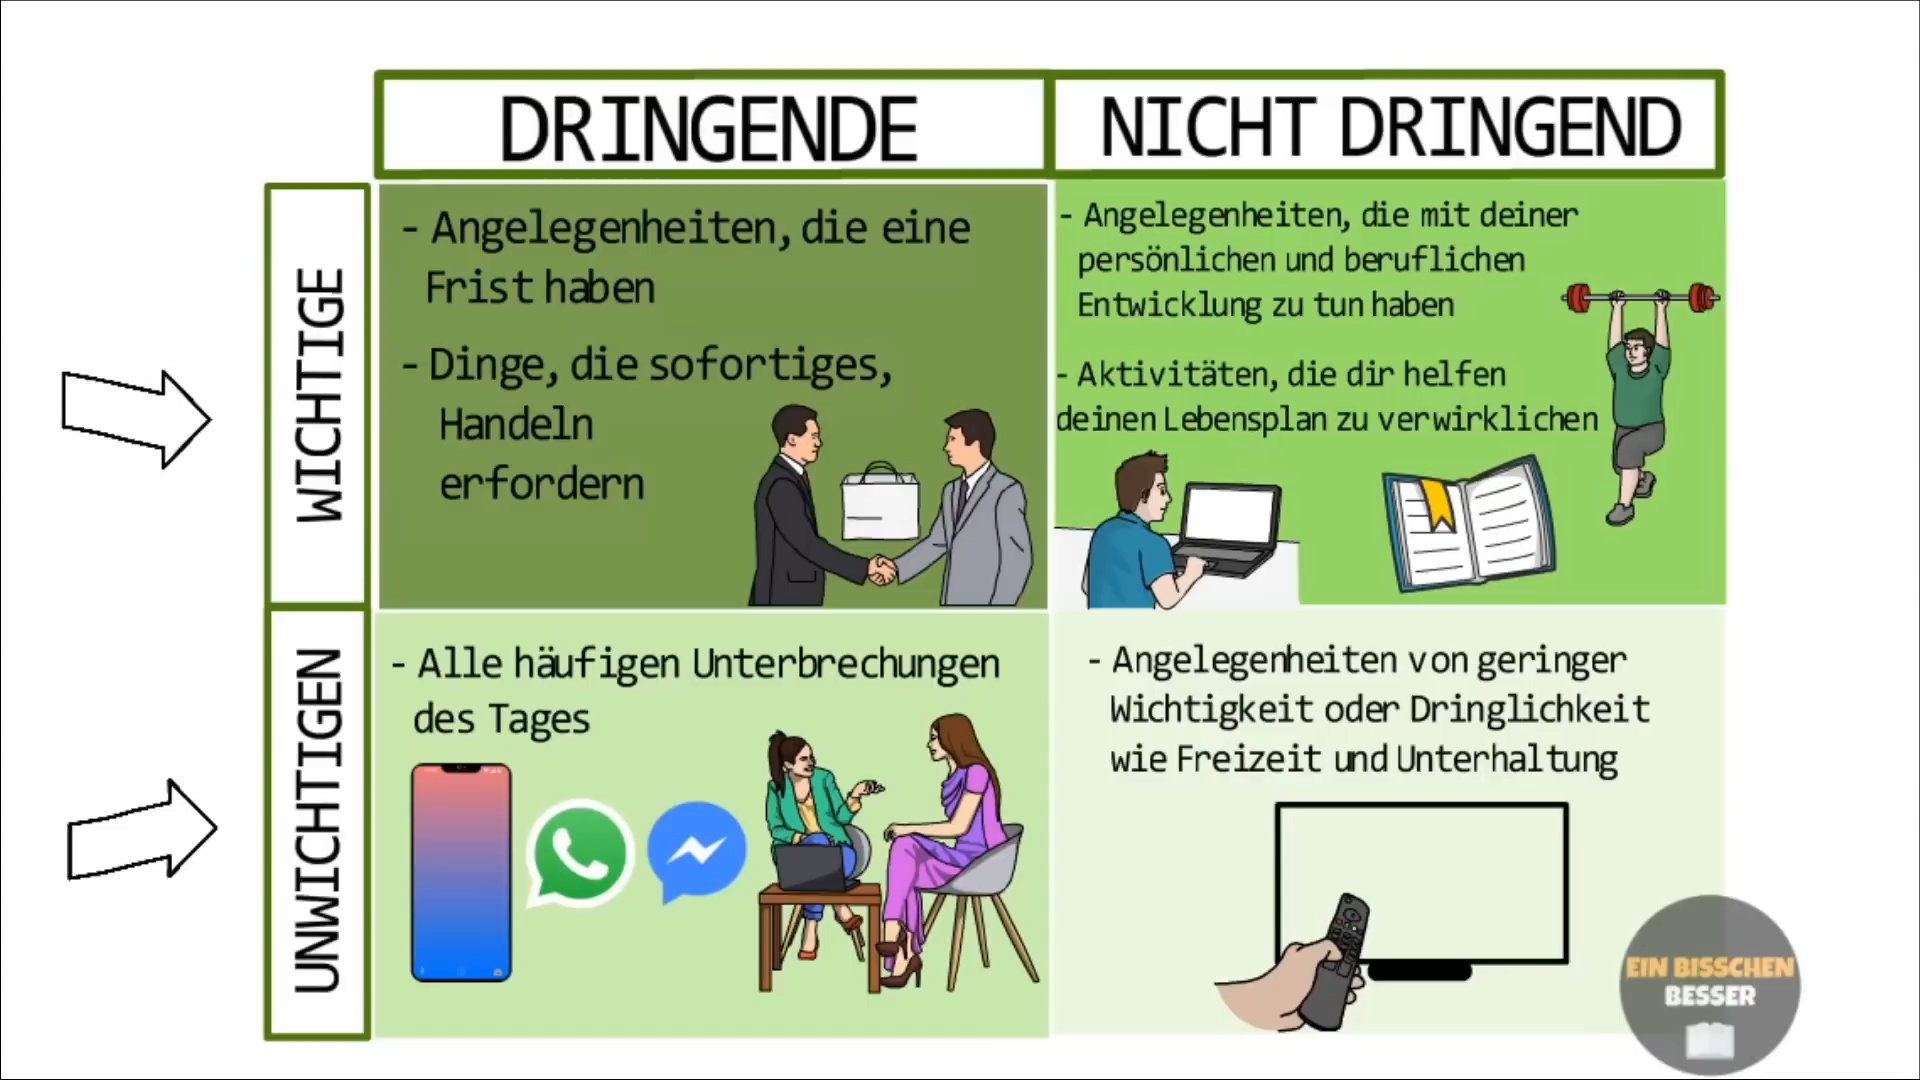 DRINGENDE
NICHT DRINGEND
WICHTIGE
- Angelegenheiten, die eine
Frist haben
- Dinge, die sofortiges,
Handeln
erfordern
- Angelegenheiten, die mit deiner
persönlichen und beruflichen
Entwicklung zu tun haben
- Aktivitäten, die dir helfen
deinen Lebensplan zu verwirklichen
UNWICHTIGEN
- Alle häufigen Unterbrechungen
des Tages
- Angelegenheiten von geringer
Wichtigkeit oder Dringlichkeit
wie Freizeit und Unterhaltung
EIN BISSCHEN
BESSER